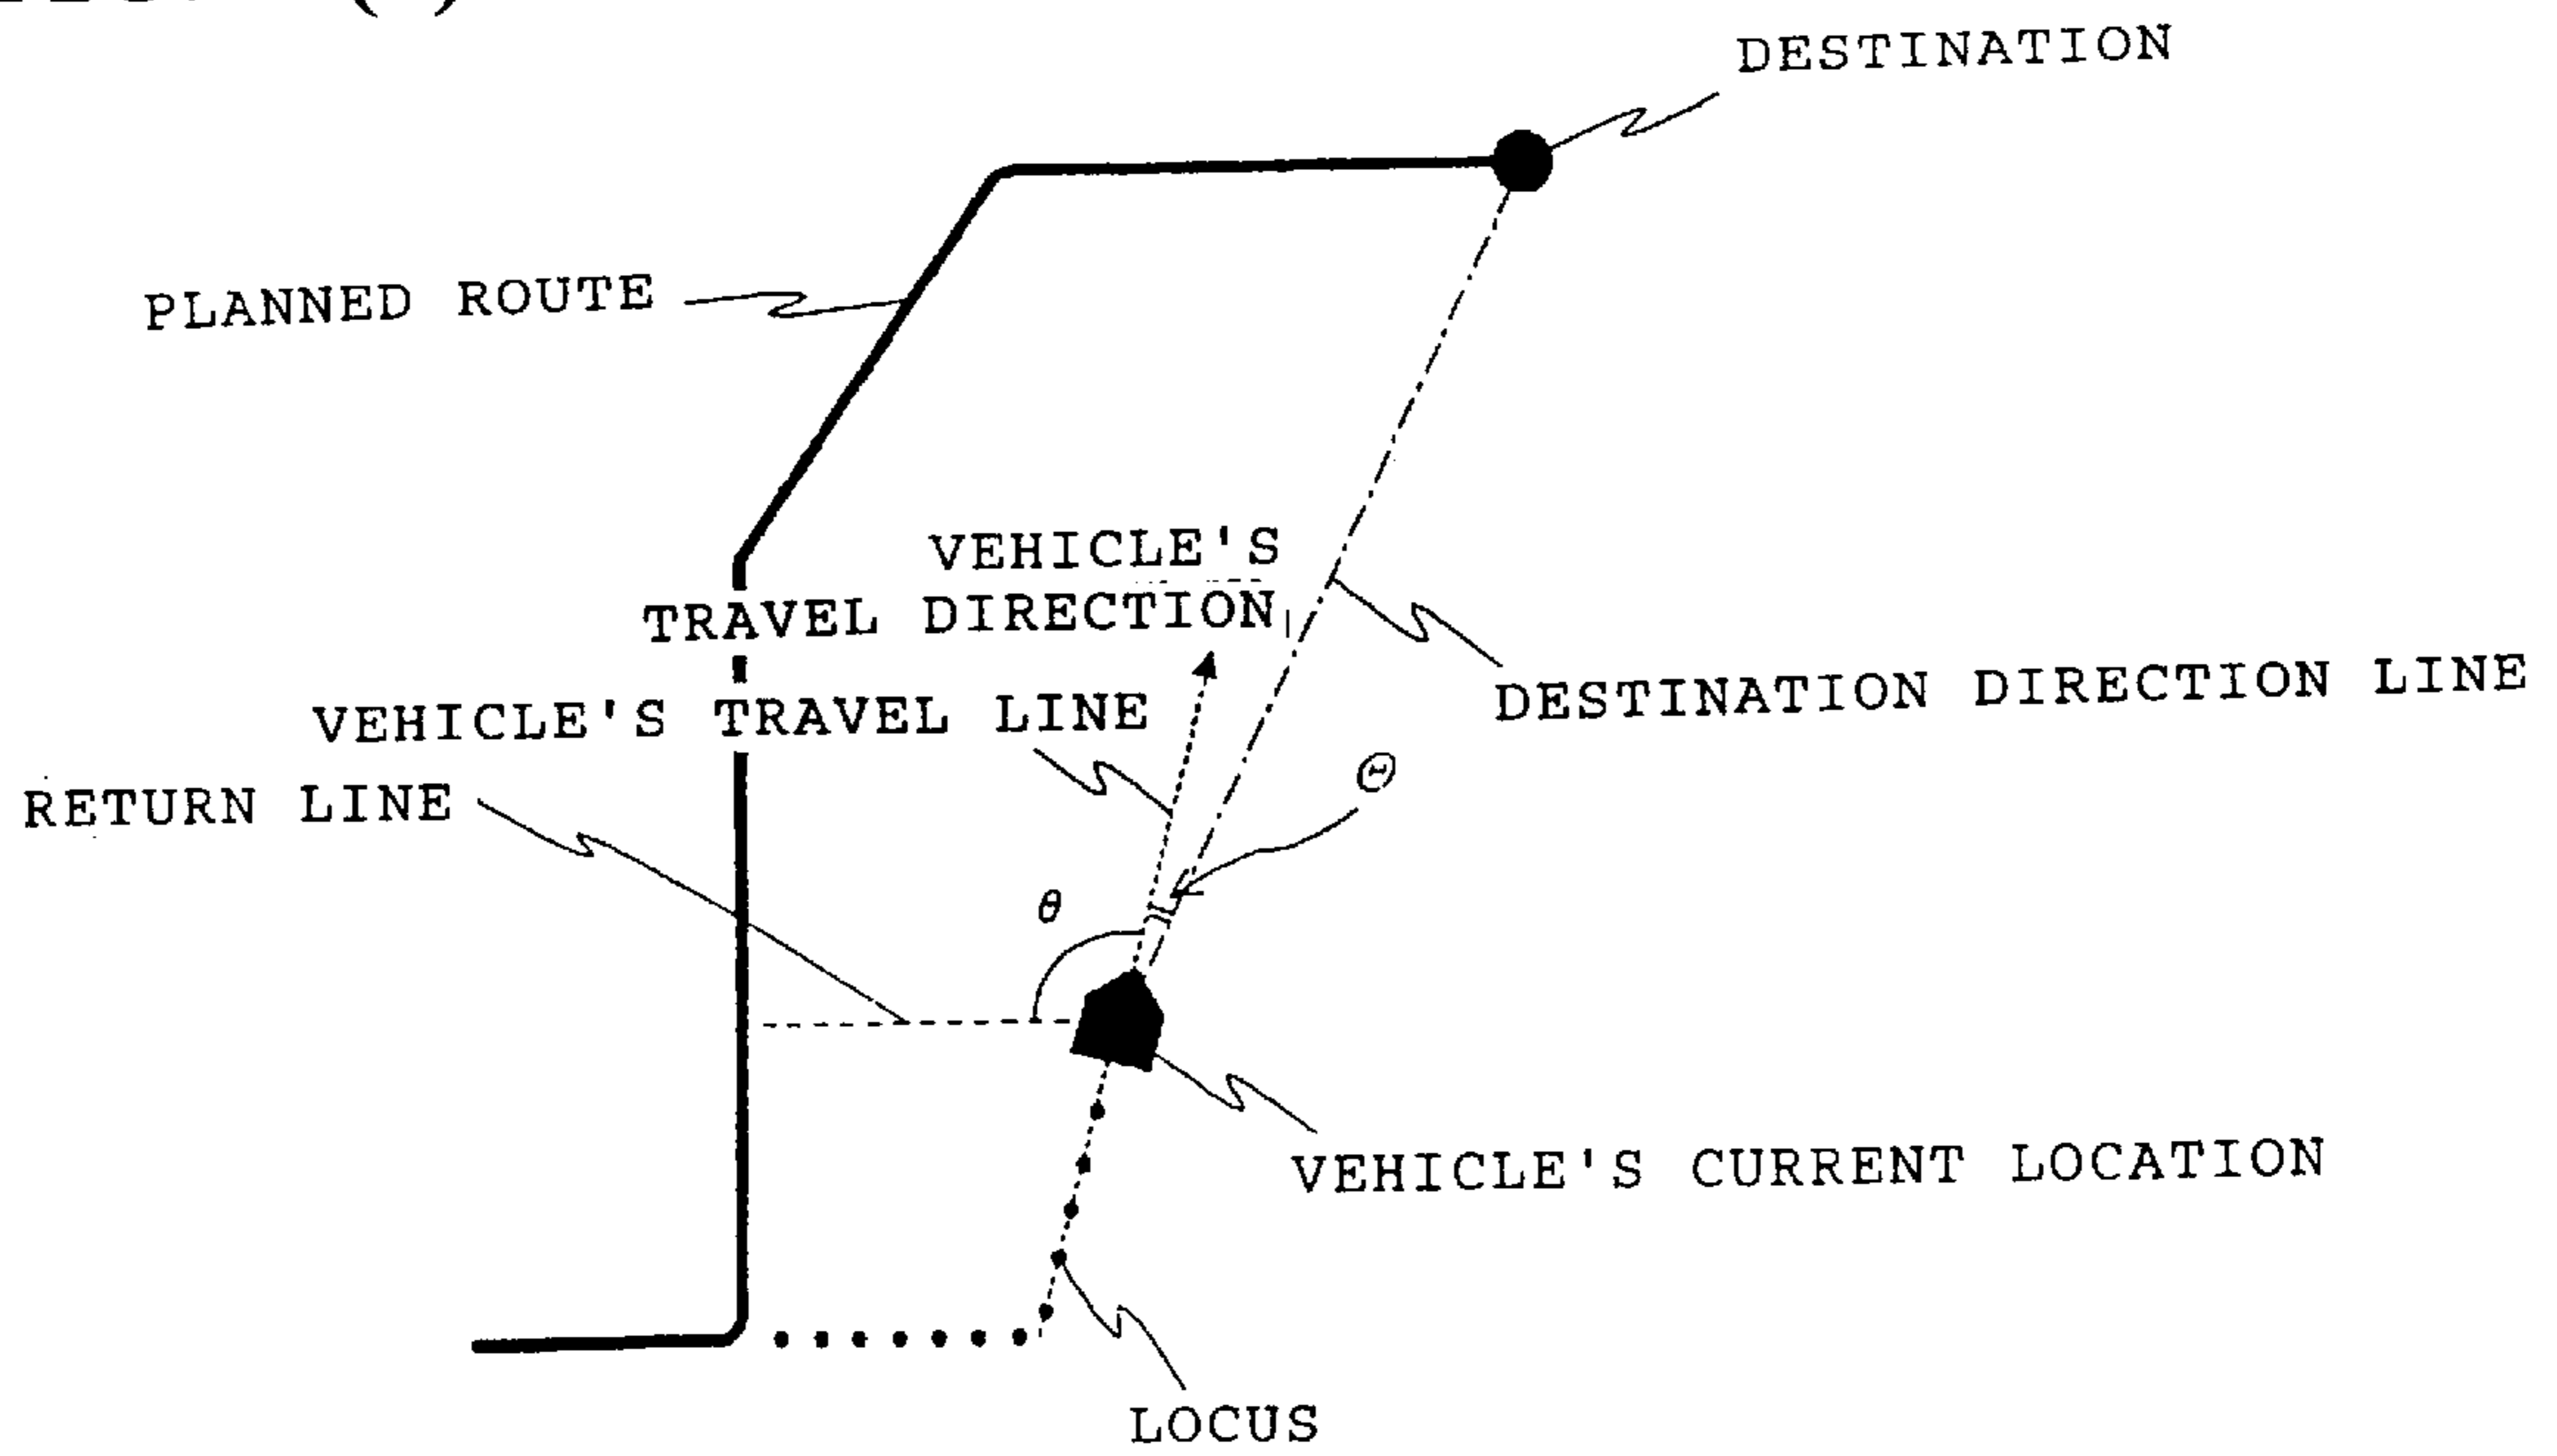 DESTINATION
PLANNED ROUTE
VEHICLE'S
TRAVEL DIRECTION
DESTINATION DIRECTION LINE
VEHICLE'S TRAVEL LINE
Θ
RETURN LINE
θ
VEHICLE'S CURRENT LOCATION
LOCUS